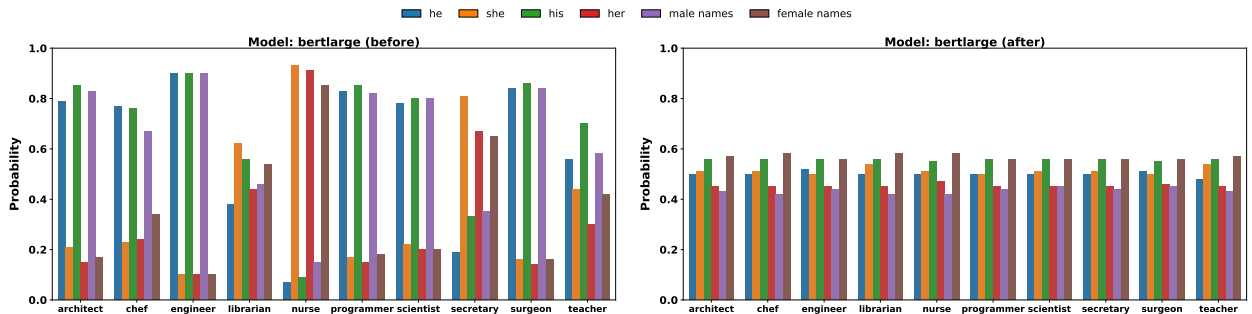 he she his her male names female names
Model: bertlarge (before)
Probability
1.0
0.8
0.6
0.4
0.2
0.0
architect chef engineer librarian nurse programmer scientist secretary surgeon teacher
Model: bertlarge (after)
Probability
1.0
0.8
0.6
0.4
0.2
0.0
architect chef engineer librarian nurse programmer scientist secretary surgeon teacher